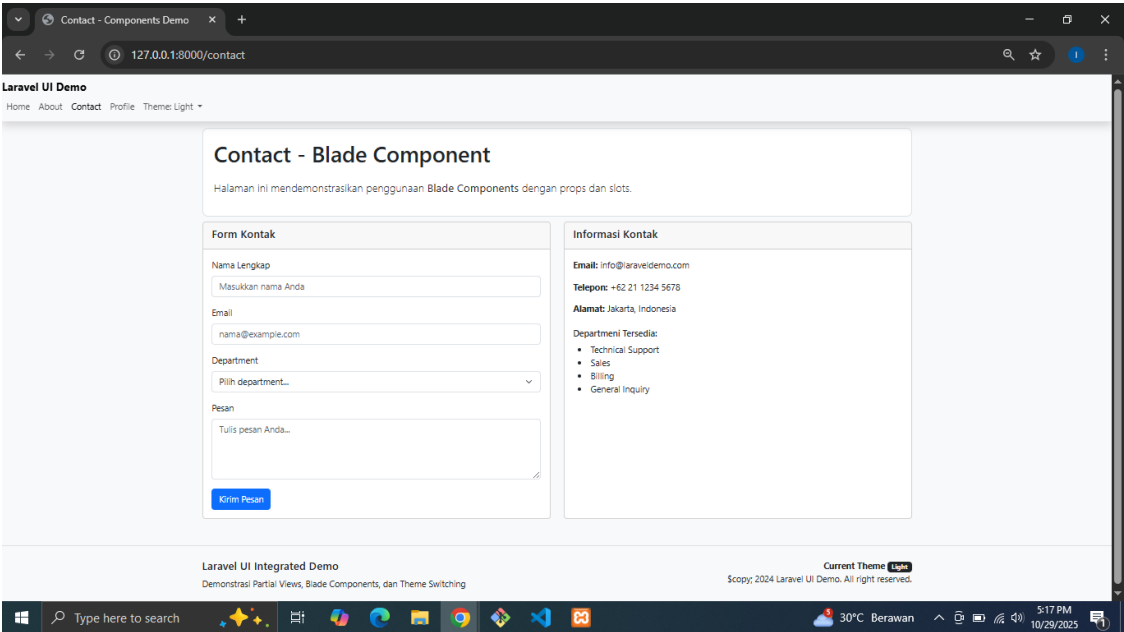 Contact - Components Demo
127.0.0.1:8000/contact
Laravel UI Demo
Home About Contact Profile Theme: Light
Contact - Blade Component
Halaman ini mendemonstrasikan penggunaan Blade Components dengan props dan slots.
Form Kontak
Nama Lengkap
Masukkan nama Anda
Email
nama@example.com
Department
Pilih department...
Pesan
Tulis pesan Anda...
Kirim Pesan
Informasi Kontak
Email: info@laraveldemo.com
Telepon: +62 21 1234 5678
Alamat: Jakarta, Indonesia
Departmeni Tersedia:
Technical Support
Sales
Billing
General Inquiry
Laravel UI Integrated Demo
Demonstrasi Partial Views, Blade Components, dan Theme Switching
Current Theme Light
$copy; 2024 Laravel UI Demo. All right reserved.
Type here to search
5
30°C Berawan
5:17 PM
10/29/2025
1